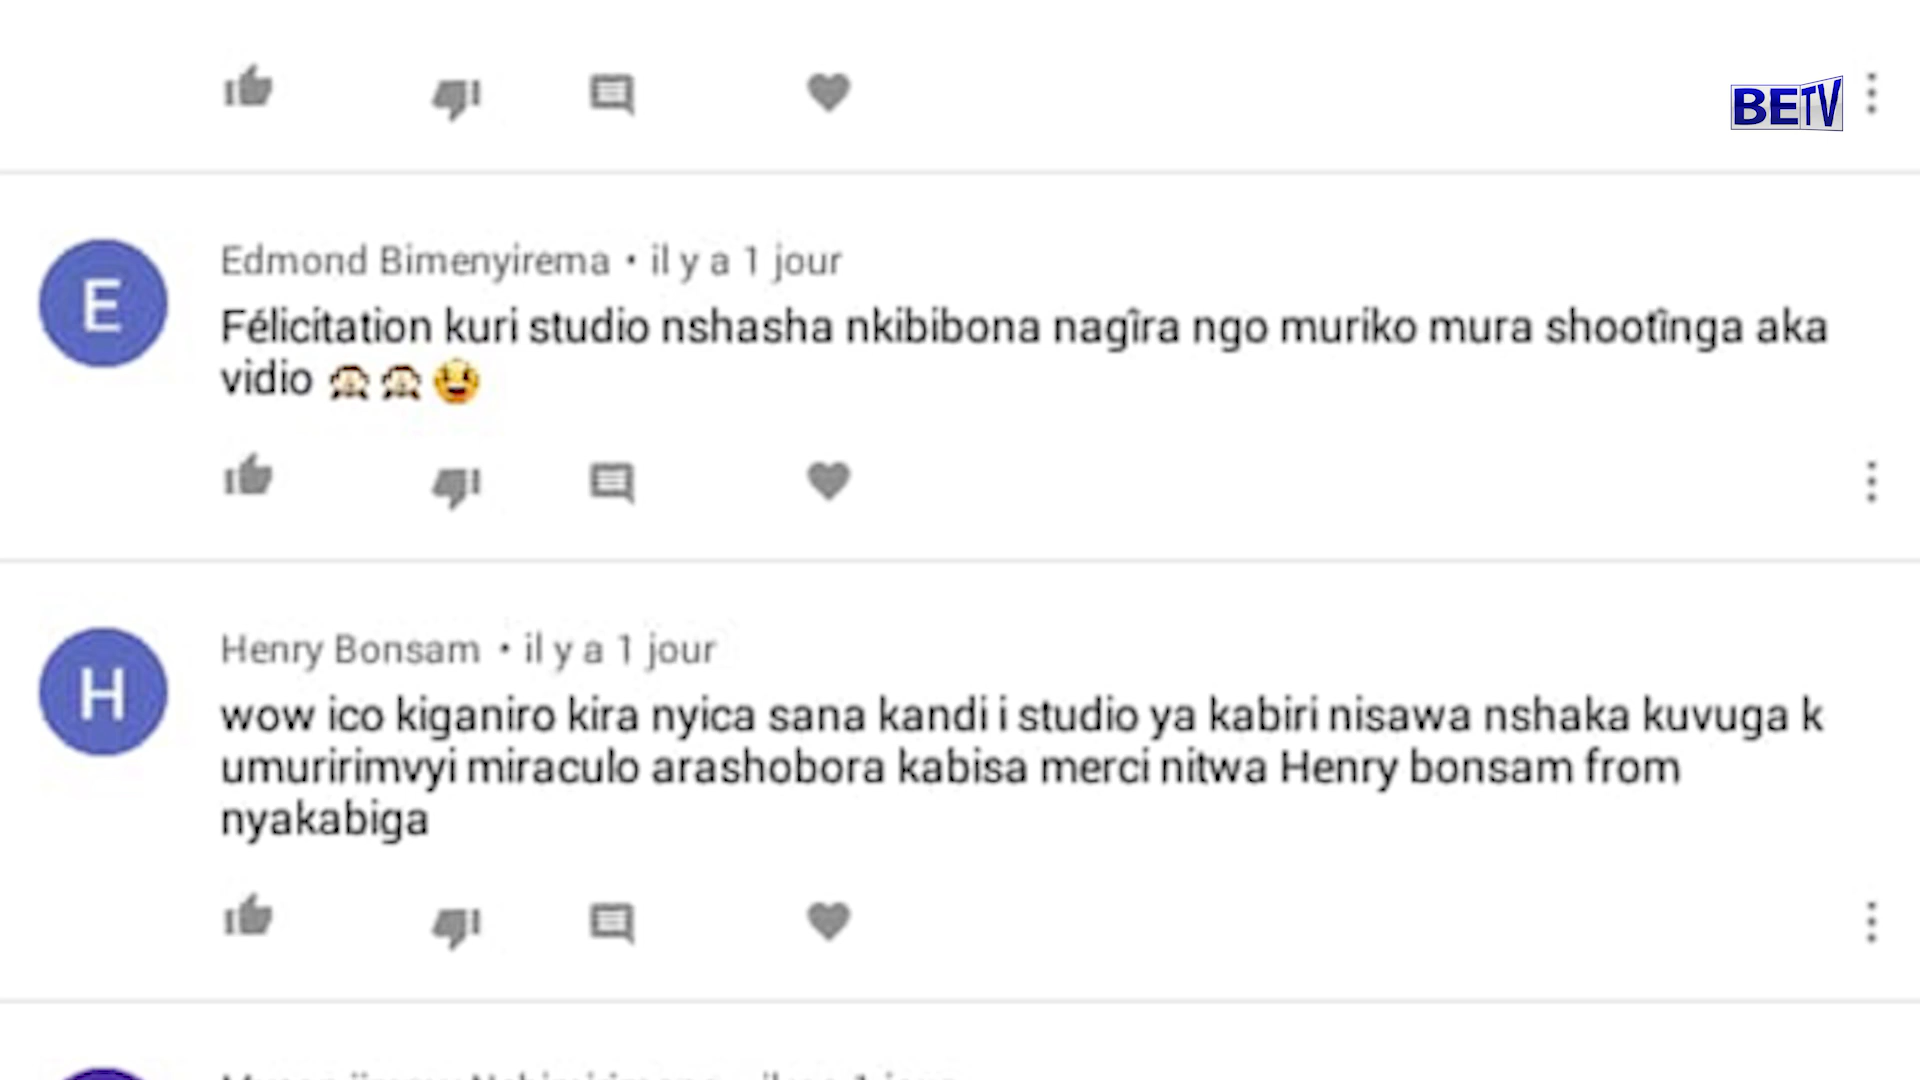 BETV
Edmond Bimenyirema • il y a 1 jour
Félicitation kuri studio nshasha nkibibona nagîra ngo muriko mura shootînga aka
vidio 🙈🙈😆
Henry Bonsam • il y a 1 jour
wow ico kiganiro kira nyica sana kandi i studio ya kabiri nisawa nshaka kuvuga k
umuririmvyi miraculo arashobora kabisa merci nitwa Henry bonsam from
nyakabiga